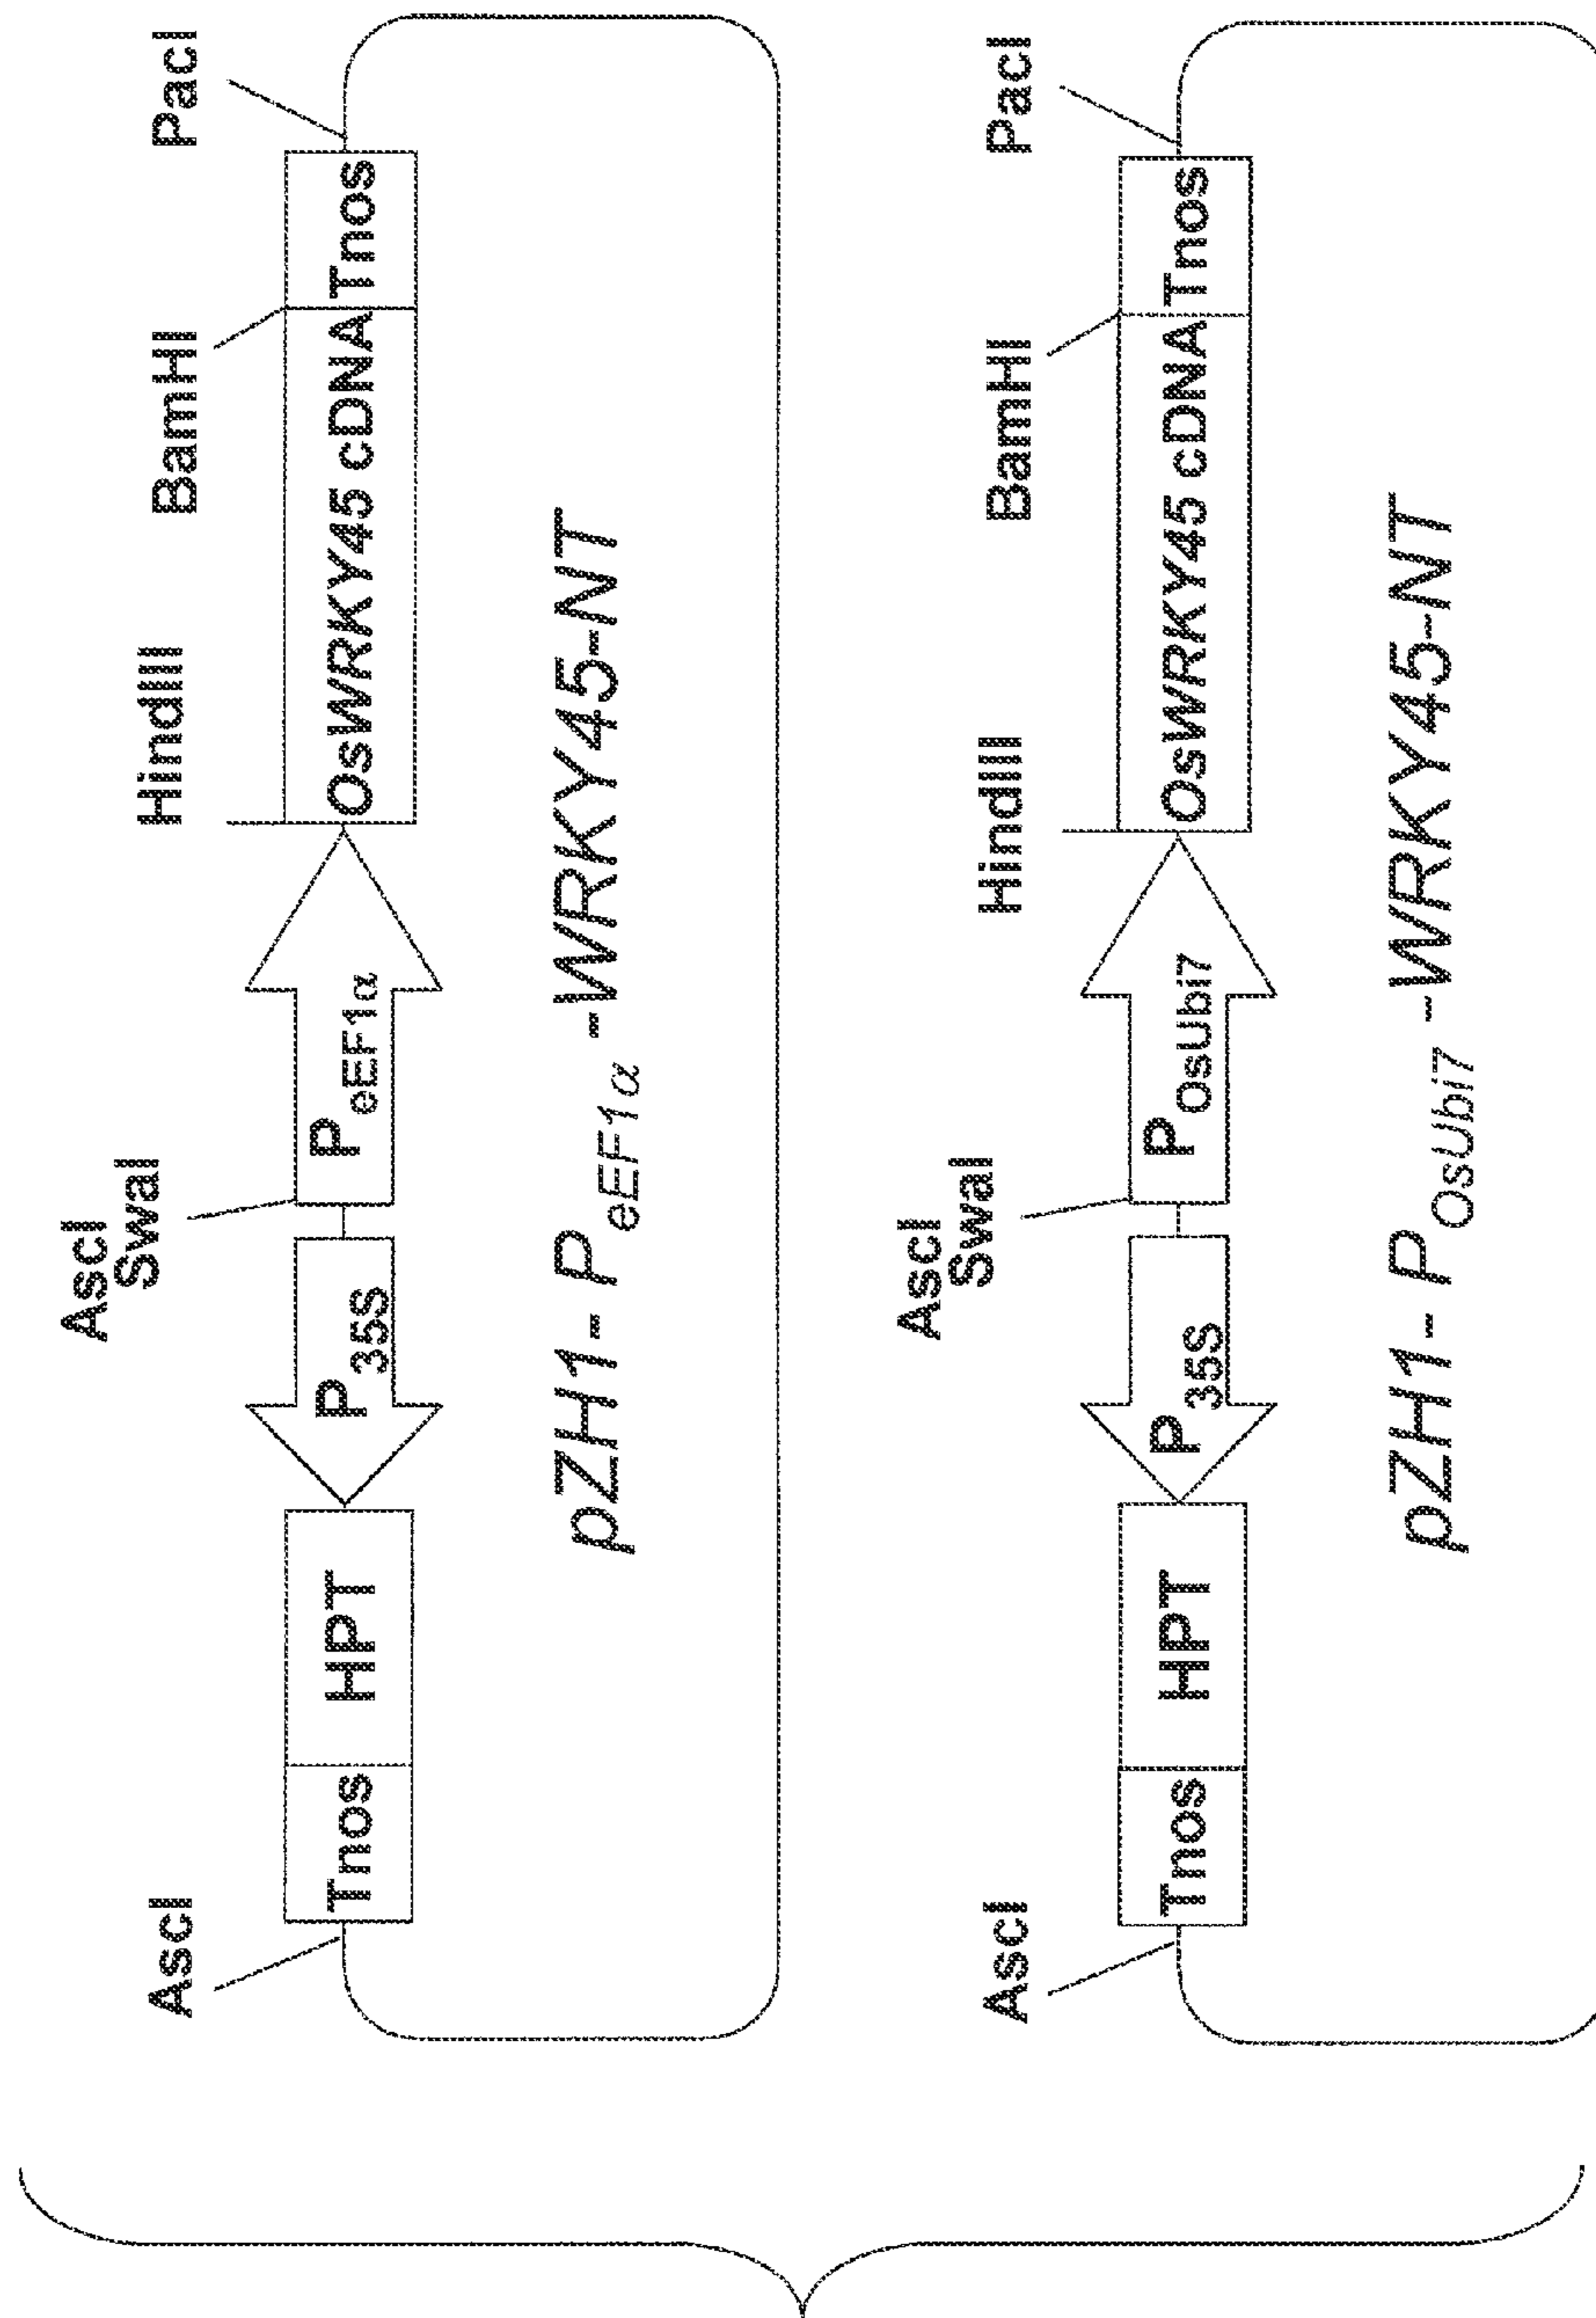 AscI
AscI
SwaI
HindIII
BamHI
PacI
Tnos HPT P35S PeEF1α OsWRKY45 cDNA Tnos
pZH1- PeEF1α -WRKY45-NT
AscI
AscI
SwaI
HindIII
BamHI
PacI
Tnos HPT P35S POsUbi7 OsWRKY45 cDNA Tnos
pZH1- POsUbi7 -WRKY45-NT